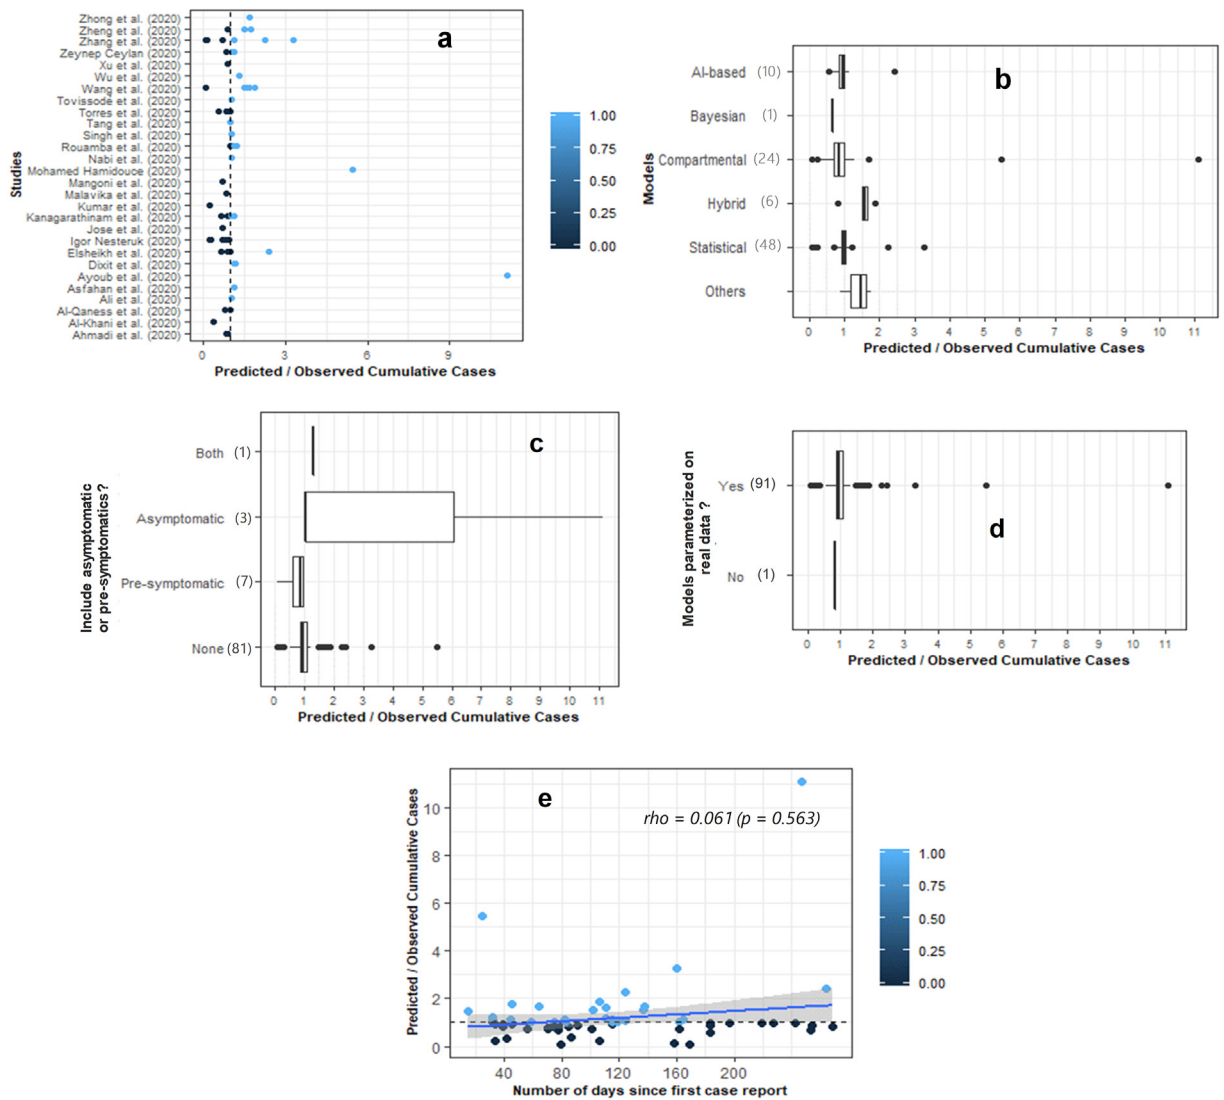 a
Studies
Zhong et al. (2020)
Zheng et al. (2020)
Zhang et al. (2020)
Zeynep Ceylan (2020)
Xu et al. (2020)
Wu et al. (2020)
Wang et al. (2020)
Tovissode et al. (2020)
Torres et al. (2020)
Tang et al. (2020)
Singh et al. (2020)
Rouamba et al. (2020)
Nabi et al. (2020)
Mohamed Hamidouce (2020)
Mangoni et al. (2020)
Malavika et al. (2020)
Kumar et al. (2020)
Kanagarathinam et al. (2020)
Jose et al. (2020)
Igor Nesteruk (2020)
Elsheikh et al. (2020)
Dixit et al. (2020)
Ayoub et al. (2020)
Asfahan et al. (2020)
Ali et al. (2020)
Al-Qaness et al. (2020)
Al-Khani et al. (2020)
Ahmadi et al. (2020)
0 3 6 9
Predicted / Observed Cumulative Cases
1.00
0.75
0.50
0.25
0.00
b
Models
AI-based (10)
Bayesian (1)
Compartmental (24)
Hybrid (6)
Statistical (48)
Others
0 1 2 3 4 5 6 7 8 9 10 11
Predicted / Observed Cumulative Cases
c
Include asymptomatic
or pre-symptomatics?
Both (1)
Asymptomatic (3)
Pre-symptomatic (7)
None (81)
0 1 2 3 4 5 6 7 8 9 10 11
Predicted / Observed Cumulative Cases
d
Models parameterized on
real data ?
Yes (91)
No (1)
0 1 2 3 4 5 6 7 8 9 10 11
Predicted / Observed Cumulative Cases
e
rho = 0.061 (p = 0.563)
Predicted / Observed Cumulative Cases
10
8
6
4
2
0
40 80 120 160 200
Number of days since first case report
1.00
0.75
0.50
0.25
0.00